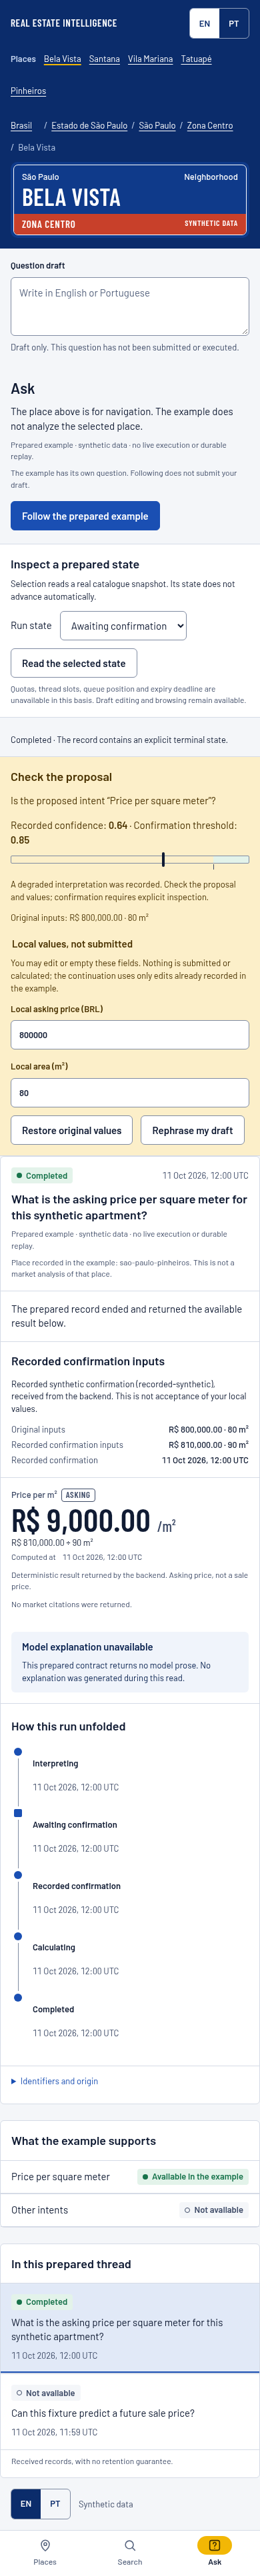 REAL ESTATE INTELLIGENCE
EN PT
Places Bela Vista Santana Vila Mariana Tatuapé
Pinheiros
Brasil / Estado de São Paulo / São Paulo / Zona Centro
/ Bela Vista
São Paulo Neighborhood
BELA VISTA
ZONA CENTRO SYNTHETIC DATA
Question draft
Write in English or Portuguese
Draft only. This question has not been submitted or executed.
Ask
The place above is for navigation. The example does
not analyze the selected place.
Prepared example · synthetic data · no live execution or durable
replay.
The example has its own question. Following does not submit your
draft.
Follow the prepared example
Inspect a prepared state
Selection reads a real catalogue snapshot. Its state does not
advance automatically.
Run state Awaiting confirmation
Read the selected state
Quotas, thread slots, queue position and expiry deadline are
unavailable in this basis. Draft editing and browsing remain available.
Completed · The record contains an explicit terminal state.
Check the proposal
Is the proposed intent “Price per square meter”?
Recorded confidence: 0.64 · Confirmation threshold:
0.85
A degraded interpretation was recorded. Check the proposal
and values; confirmation requires explicit inspection.
Original inputs: R$ 800,000.00 · 80 m²
Local values, not submitted
You may edit or empty these fields. Nothing is submitted or
calculated; the continuation uses only edits already recorded in
the example.
Local asking price (BRL)
800000
Local area (m²)
80
Restore original values Rephrase my draft
Completed 11 Oct 2026, 12:00 UTC
What is the asking price per square meter for
this synthetic apartment?
Prepared example · synthetic data · no live execution or durable
replay.
Place recorded in the example: sao-paulo-pinheiros. This is not a
market analysis of that place.
The prepared record ended and returned the available
result below.
Recorded confirmation inputs
Recorded synthetic confirmation (recorded-synthetic),
received from the backend. This is not acceptance of your local
values.
Original inputs R$ 800,000.00 · 80 m²
Recorded confirmation inputs R$ 810,000.00 · 90 m²
Recorded confirmation 11 Oct 2026, 12:00 UTC
Price per m² ASKING
R$ 9,000.00 /m²
R$ 810,000.00 ÷ 90 m²
Computed at 11 Oct 2026, 12:00 UTC
Deterministic result returned by the backend. Asking price, not a sale
price.
No market citations were returned.
Model explanation unavailable
This prepared contract returns no model prose. No
explanation was generated during this read.
How this run unfolded
Interpreting
11 Oct 2026, 12:00 UTC
Awaiting confirmation
11 Oct 2026, 12:00 UTC
Recorded confirmation
11 Oct 2026, 12:00 UTC
Calculating
11 Oct 2026, 12:00 UTC
Completed
11 Oct 2026, 12:00 UTC
Identifiers and origin
What the example supports
Price per square meter Available in the example
Other intents Not available
In this prepared thread
Completed
What is the asking price per square meter for this
synthetic apartment?
11 Oct 2026, 12:00 UTC
Not available
Can this fixture predict a future sale price?
11 Oct 2026, 11:59 UTC
Received records, with no retention guarantee.
EN PT Synthetic data
Places Search Ask